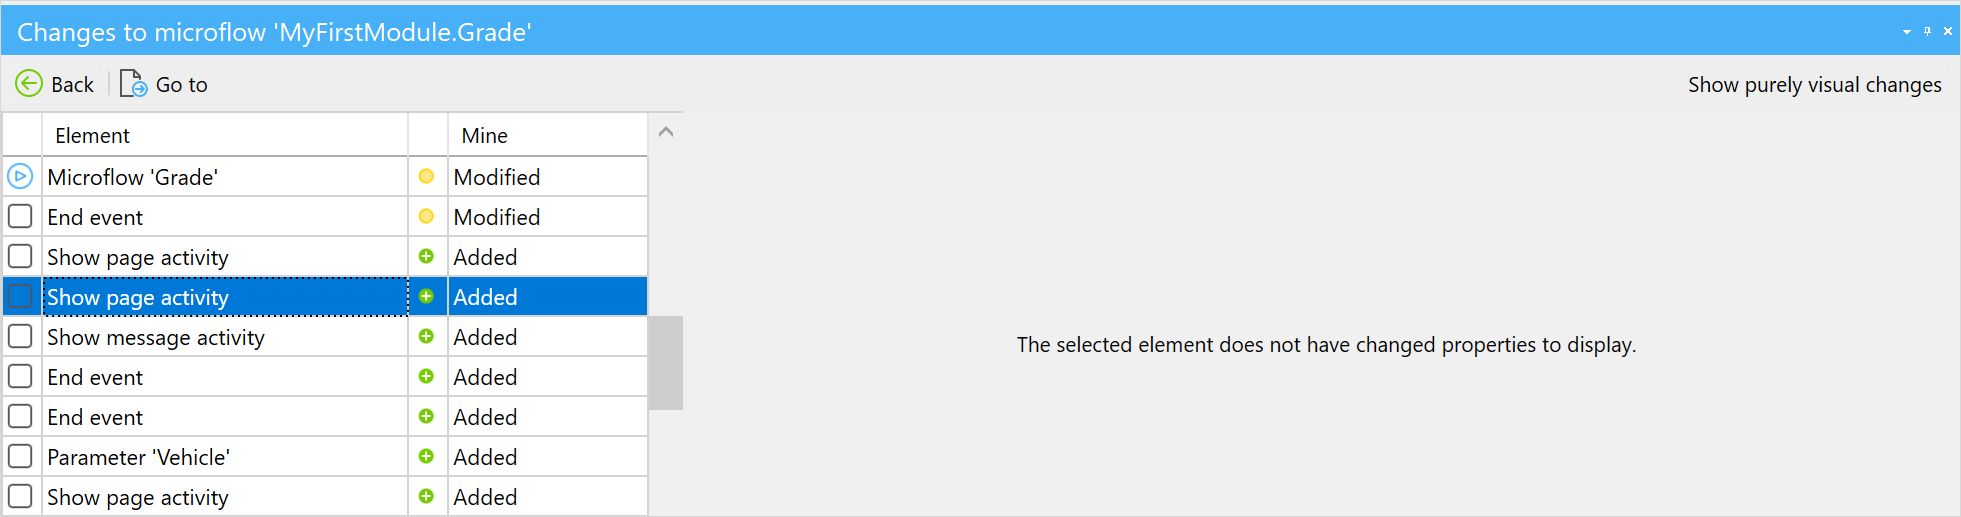 Changes to microflow 'MyFirstModule.Grade'
Back Go to Show purely visual changes
Element Mine
Microflow 'Grade' Modified
End event Modified
Show page activity Added
Show page activity Added
Show message activity Added
End event Added
End event Added
Parameter 'Vehicle' Added
Show page activity Added
The selected element does not have changed properties to display.